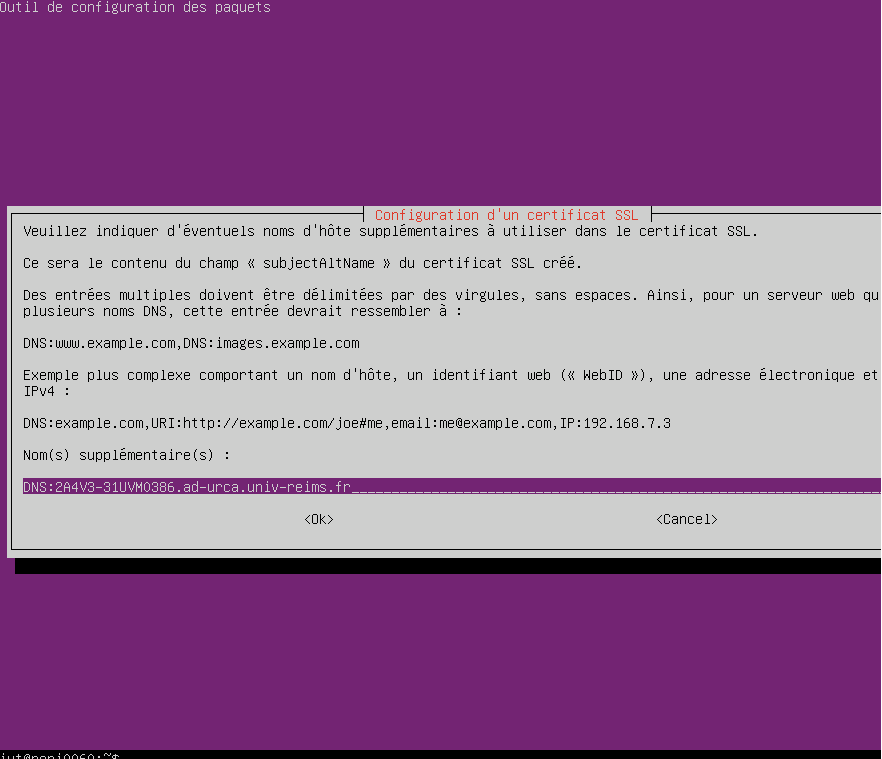 Outil de configuration des paquets
Configuration d'un certificat SSL
Veuillez indiquer d'éventuels noms d'hôte supplémentaires à utiliser dans le certificat SSL.
Ce sera le contenu du champ « subjectAltName » du certificat SSL créé.
Des entrées multiples doivent être délimitées par des virgules, sans espaces. Ainsi, pour un serveur web qu
plusieurs noms DNS, cette entrée devrait ressembler à :
DNS:www.example.com,DNS:images.example.com
Exemple plus complexe comportant un nom d'hôte, un identifiant web (« WebID »), une adresse électronique et
IPv4 :
DNS:example.com,URI:http://example.com/joe#me,email:me@example.com,IP:192.168.7.3
Nom(s) supplémentaire(s) :
DNS:2A4V3-31UVM0386.ad-urca.univ-reims.fr
<Ok> <Cancel>